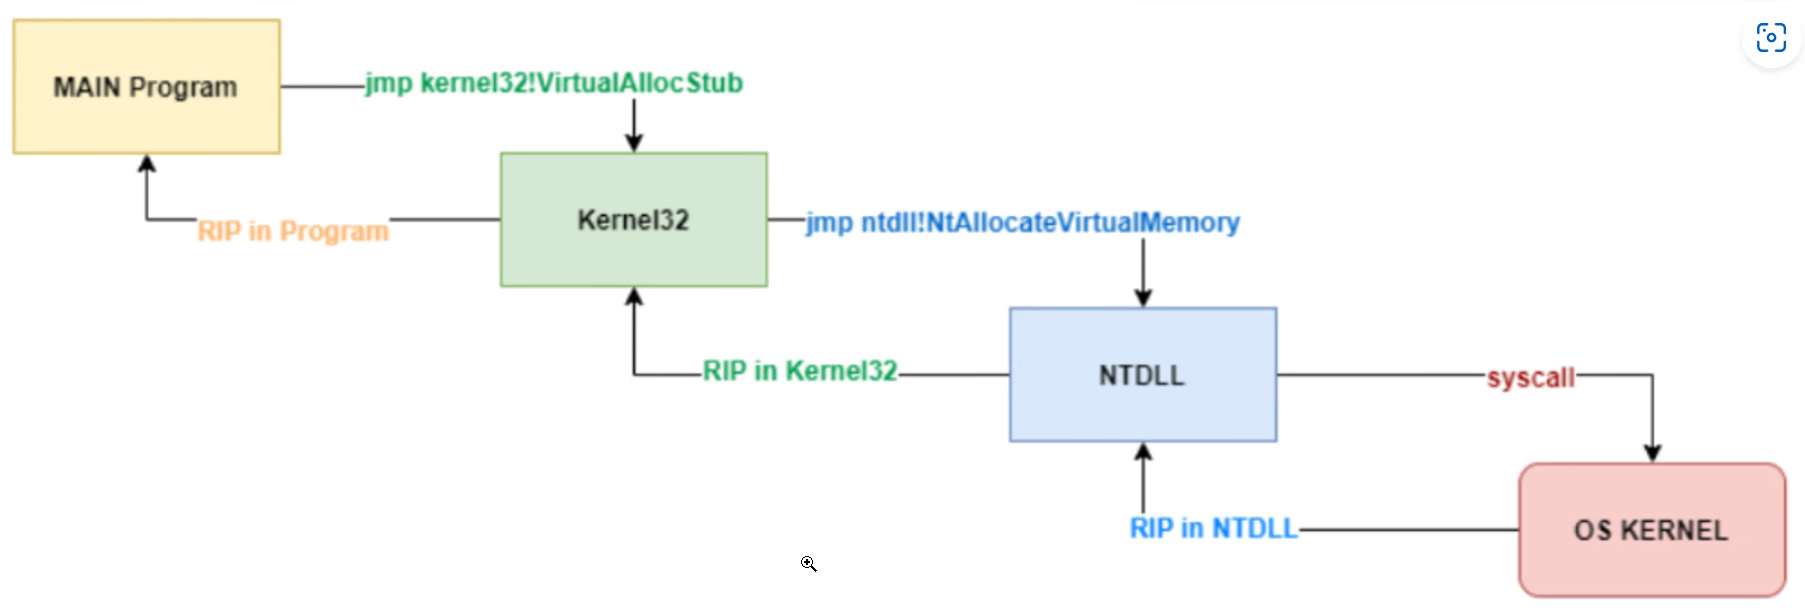 MAIN Program
jmp kernel32!VirtualAllocStub
Kernel32
RIP in Program
jmp ntdll!NtAllocateVirtualMemory
RIP in Kernel32
NTDLL
syscall
RIP in NTDLL
OS KERNEL